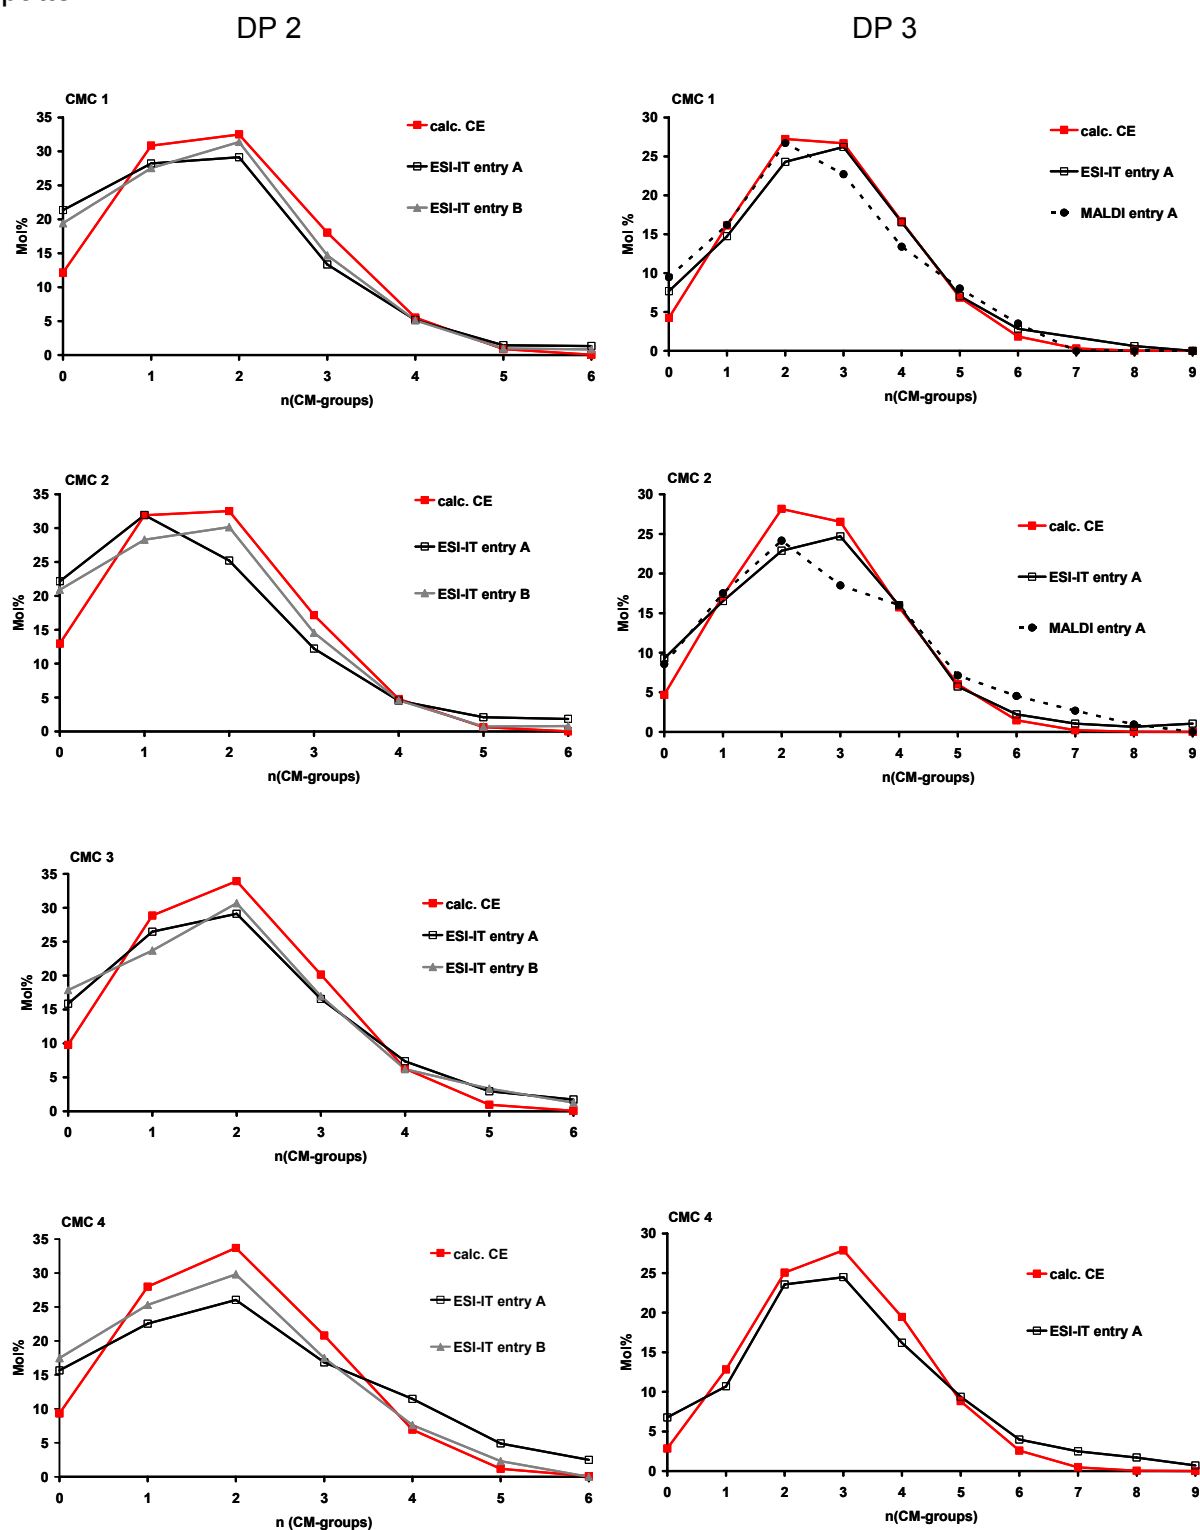 DP 2
DP 3
CMC 1
35
30
25
20
15
10
5
0
Mol%
0 1 2 3 4 5 6
n(CM-groups)
calc. CE
ESI-IT entry A
ESI-IT entry B
CMC 1
30
25
20
15
10
5
0
Mol %
0 1 2 3 4 5 6 7 8 9
n(CM-groups)
calc. CE
ESI-IT entry A
MALDI entry A
CMC 2
35
30
25
20
15
10
5
0
Mol%
0 1 2 3 4 5 6
n(CM-groups)
calc. CE
ESI-IT entry A
ESI-IT entry B
CMC 2
30
25
20
15
10
5
0
Mol%
0 1 2 3 4 5 6 7 8 9
n(CM-groups)
calc. CE
ESI-IT entry A
MALDI entry A
CMC 3
35
30
25
20
15
10
5
0
Mol%
0 1 2 3 4 5 6
n(CM-groups)
calc. CE
ESI-IT entry A
ESI-IT entry B
CMC 4
35
30
25
20
15
10
5
0
Mol%
0 1 2 3 4 5 6
n (CM-groups)
calc. CE
ESI-IT entry A
ESI-IT entry B
CMC 4
30
25
20
15
10
5
0
Mol%
0 1 2 3 4 5 6 7 8 9
n(CM-groups)
calc. CE
ESI-IT entry A